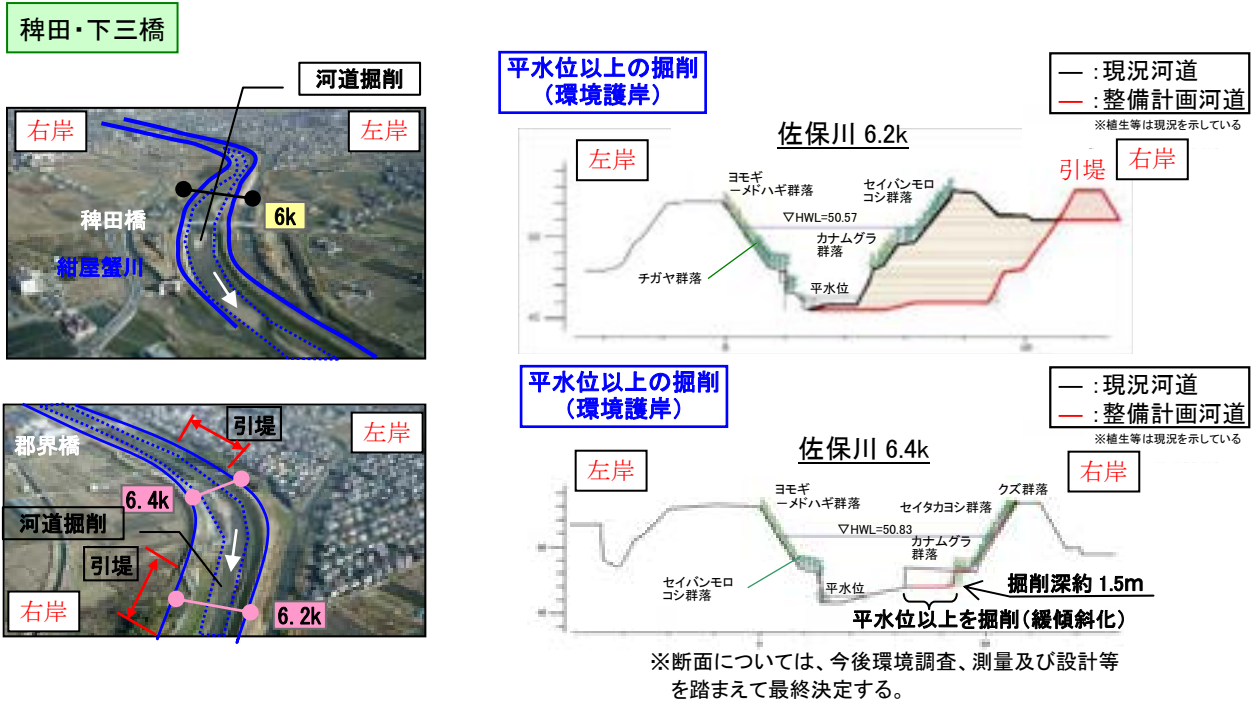 稗田・下三橋
河道掘削
右岸
左岸
6k
稗田橋
紺屋蟹川
平水位以上の掘削
（環境護岸）
佐保川 6.2k
―：現況河道
―：整備計画河道
※植生等は現況を示している
左岸
引堤
右岸
ヨモギ
ーメドハギ群落
セイバンモロ
コシ群落
▽HWL=50.57
カナムグラ
群落
チガヤ群落
平水位
引堤
左岸
郡界橋
6.4k
河道掘削
引堤
右岸
6.2k
平水位以上の掘削
（環境護岸）
佐保川 6.4k
―：現況河道
―：整備計画河道
※植生等は現況を示している
左岸
右岸
ヨモギ
ーメドハギ群落
クズ群落
セイタカヨシ群落
▽HWL=50.83
カナムグラ
群落
セイバンモロ
コシ群落
平水位
掘削深約 1.5m
平水位以上を掘削（緩傾斜化）
※断面については、今後環境調査、測量及び設計等
を踏まえて最終決定する。